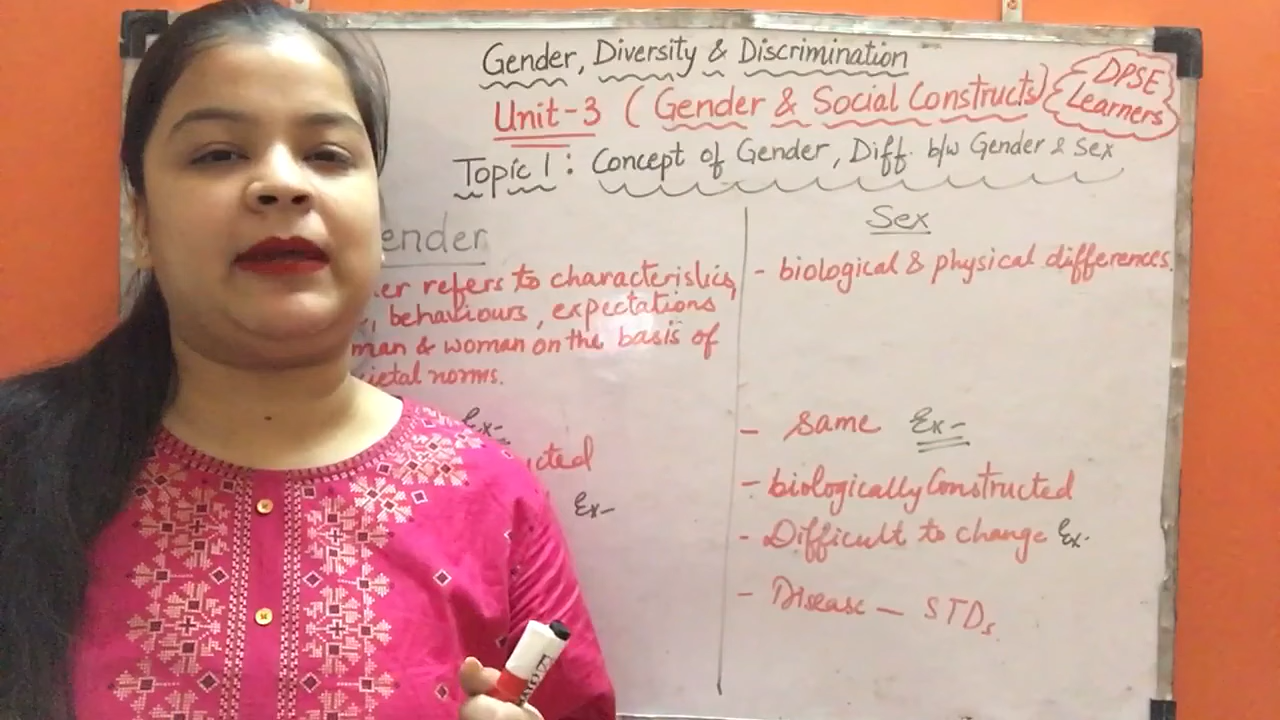 Gender, Diversity & Discrimination
Unit-3 (Gender & Social Constructs)
DPSE
Learners
Topic 1: Concept of Gender, Diff. b/w Gender & Sex
ender
er refers to characteristics,
, behaviours, expectations
man & woman on the basis of
ietal norms.
Ex-
ucted
Ex-
Sex
- biological & physical differences.
- Same Ex-
- biologically Constructed
- Difficult to change Ex-
- Disease - STDs